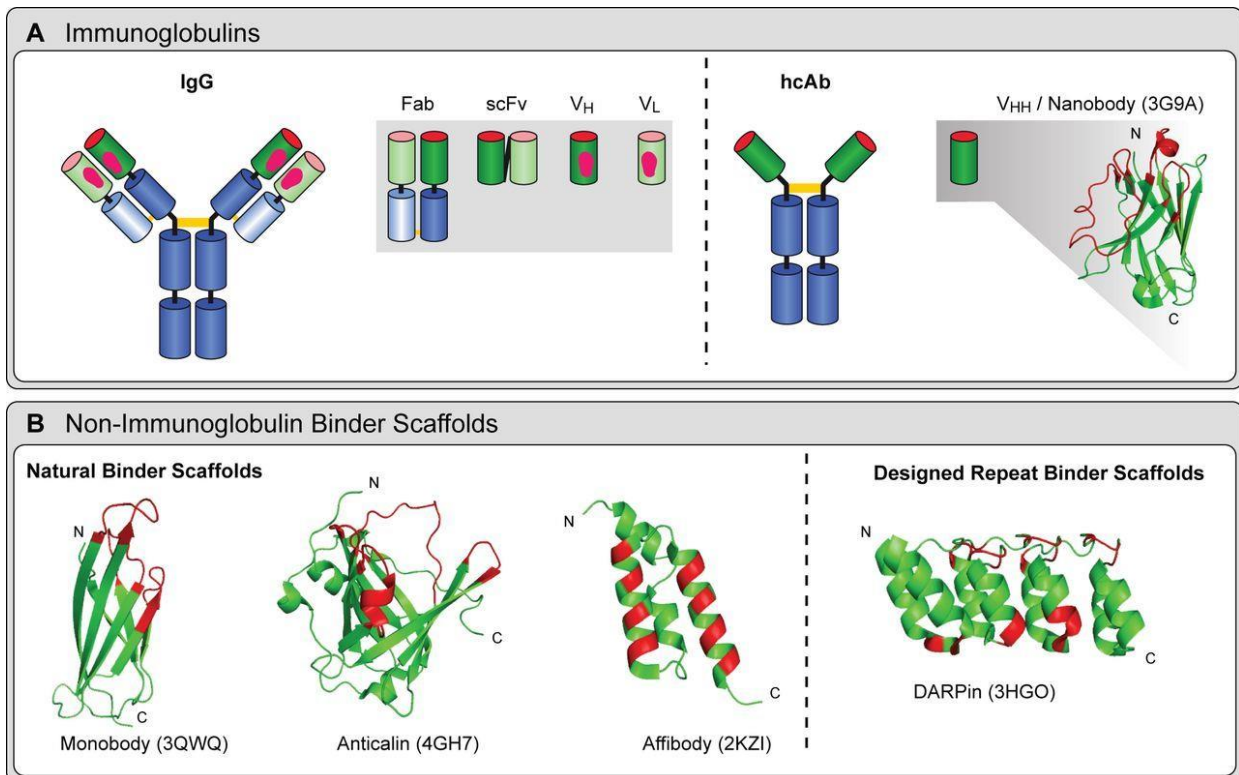 A Immunoglobulins
IgG
hcAb
Fab scFv VH VL
VHH / Nanobody (3G9A)
N
C
B Non-Immunoglobulin Binder Scaffolds
Natural Binder Scaffolds
Designed Repeat Binder Scaffolds
N
C
Monobody (3QWQ)
N
C
Anticalin (4GH7)
N
C
Affibody (2KZI)
N
C
DARPin (3HGO)